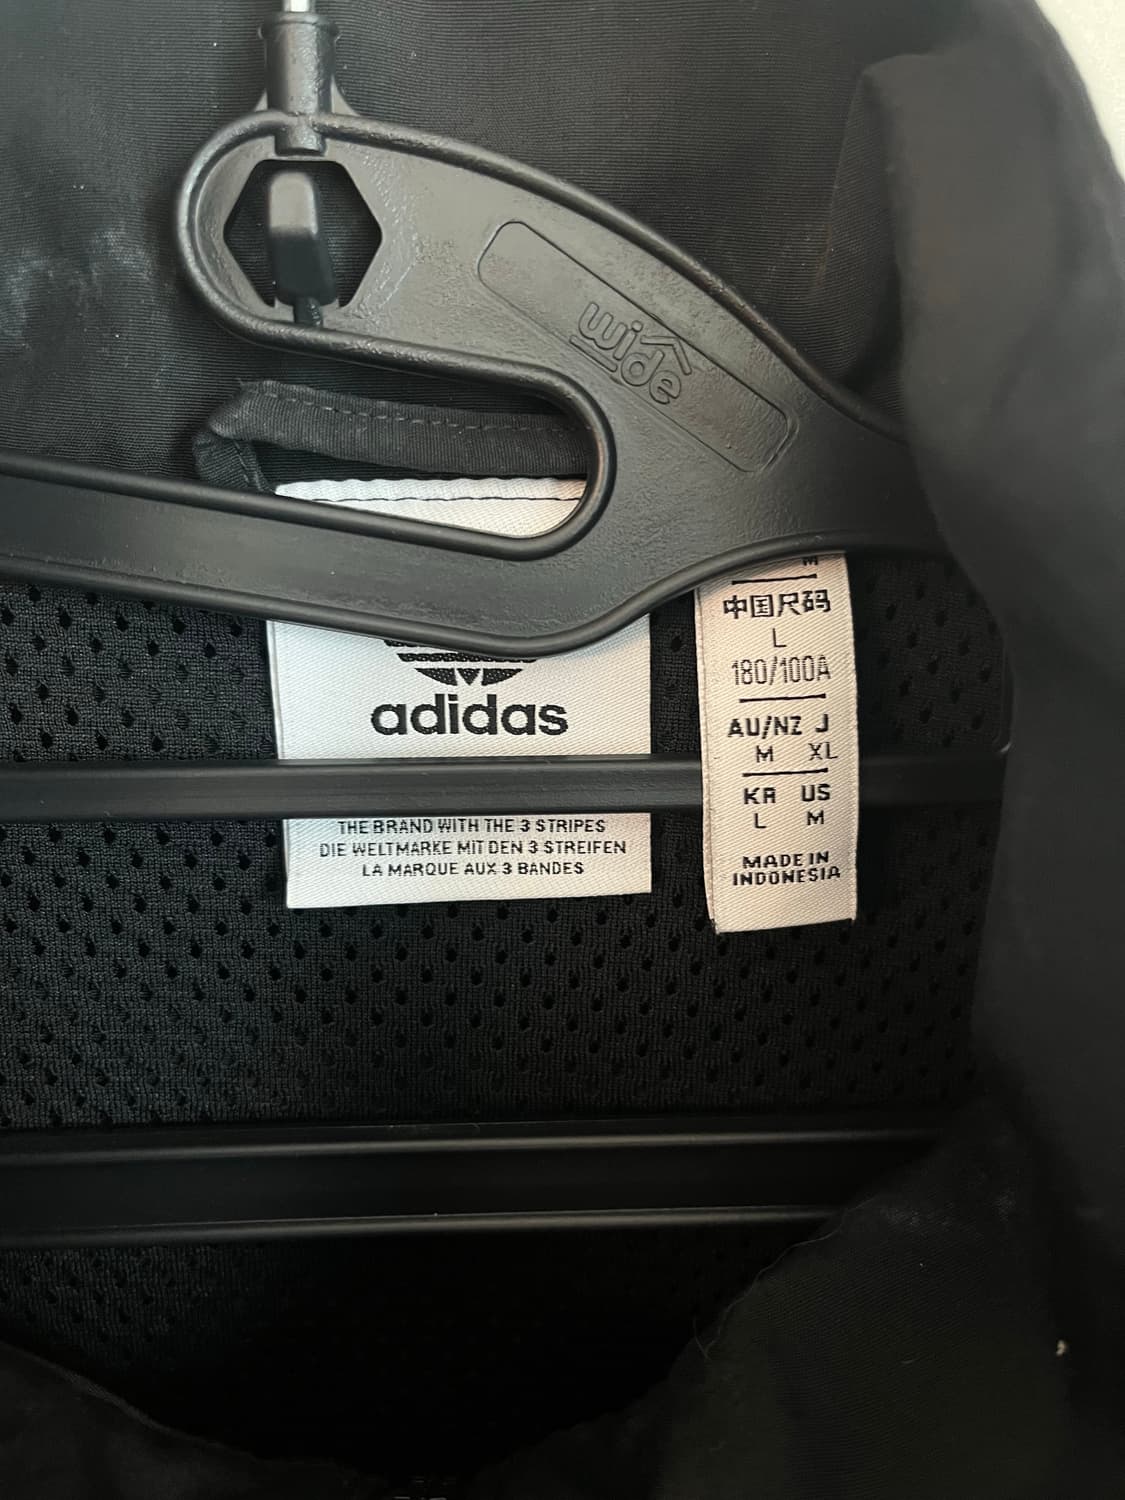 wide
adidas
THE BRAND WITH THE 3 STRIPES
DIE WELTMARKE MIT DEN 3 STREIFEN
LA MARQUE AUX 3 BANDES
M
中国尺码
L
180/100A
AU/NZ J
M XL
KR US
L M
MADE IN
INDONESIA